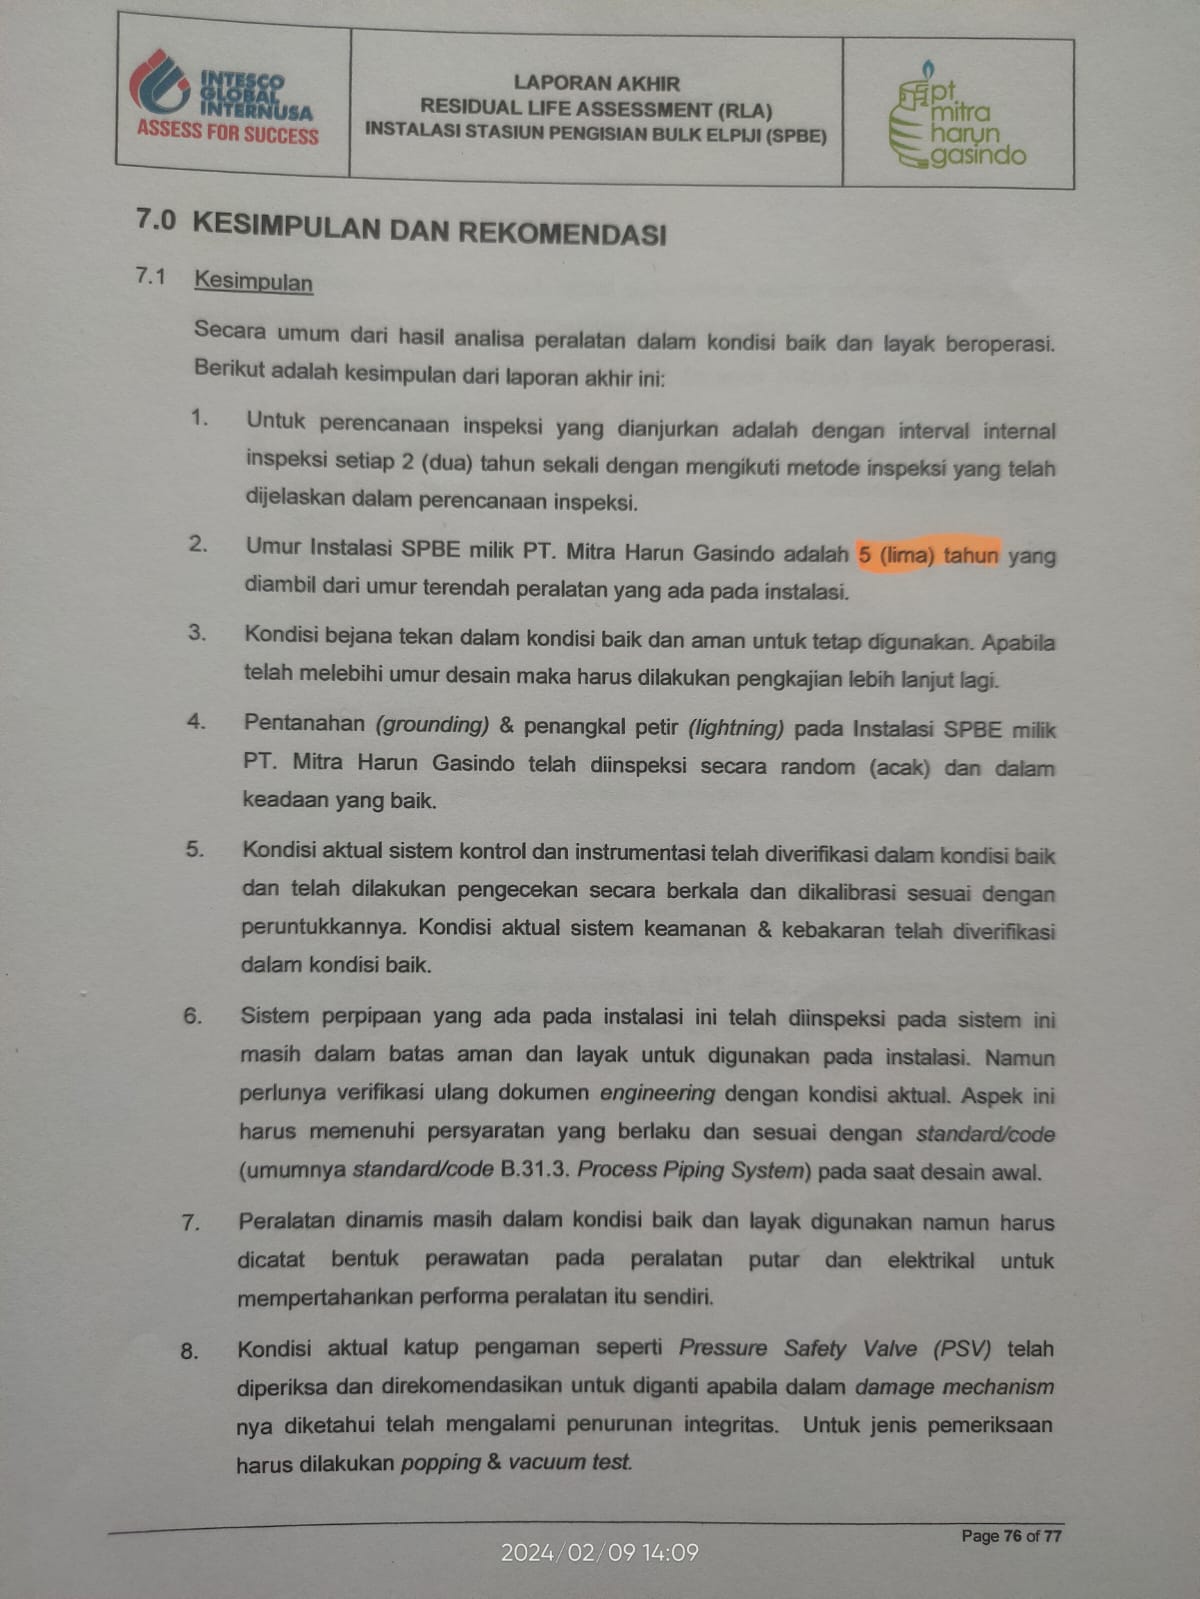 INTESCO
GLOBAL
INTERNUSA
ASSESS FOR SUCCESS
LAPORAN AKHIR
RESIDUAL LIFE ASSESSMENT (RLA)
INSTALASI STASIUN PENGISIAN BULK ELPIJI (SPBE)
pt
mitra
harun
gasindo
7.0 KESIMPULAN DAN REKOMENDASI
7.1 Kesimpulan
Secara umum dari hasil analisa peralatan dalam kondisi baik dan layak beroperasi.
Berikut adalah kesimpulan dari laporan akhir ini:
1. Untuk perencanaan inspeksi yang dianjurkan adalah dengan interval internal
inspeksi setiap 2 (dua) tahun sekali dengan mengikuti metode inspeksi yang telah
dijelaskan dalam perencanaan inspeksi.
2. Umur Instalasi SPBE milik PT. Mitra Harun Gasindo adalah 5 (lima) tahun yang
diambil dari umur terendah peralatan yang ada pada instalasi.
3. Kondisi bejana tekan dalam kondisi baik dan aman untuk tetap digunakan. Apabila
telah melebihi umur desain maka harus dilakukan pengkajian lebih lanjut lagi.
4. Pentanahan (grounding) & penangkal petir (lightning) pada Instalasi SPBE milik
PT. Mitra Harun Gasindo telah diinspeksi secara random (acak) dan dalam
keadaan yang baik.
5. Kondisi aktual sistem kontrol dan instrumentasi telah diverifikasi dalam kondisi baik
dan telah dilakukan pengecekan secara berkala dan dikalibrasi sesuai dengan
peruntukkannya. Kondisi aktual sistem keamanan & kebakaran telah diverifikasi
dalam kondisi baik.
6. Sistem perpipaan yang ada pada instalasi ini telah diinspeksi pada sistem ini
masih dalam batas aman dan layak untuk digunakan pada instalasi. Namun
perlunya verifikasi ulang dokumen engineering dengan kondisi aktual. Aspek ini
harus memenuhi persyaratan yang berlaku dan sesuai dengan standard/code
(umumnya standard/code B.31.3. Process Piping System) pada saat desain awal.
7. Peralatan dinamis masih dalam kondisi baik dan layak digunakan namun harus
dicatat bentuk perawatan pada peralatan putar dan elektrikal untuk
mempertahankan performa peralatan itu sendiri.
8. Kondisi aktual katup pengaman seperti Pressure Safety Valve (PSV) telah
diperiksa dan direkomendasikan untuk diganti apabila dalam damage mechanism
nya diketahui telah mengalami penurunan integritas. Untuk jenis pemeriksaan
harus dilakukan popping & vacuum test.
Page 76 of 77
2024/02/09 14:09